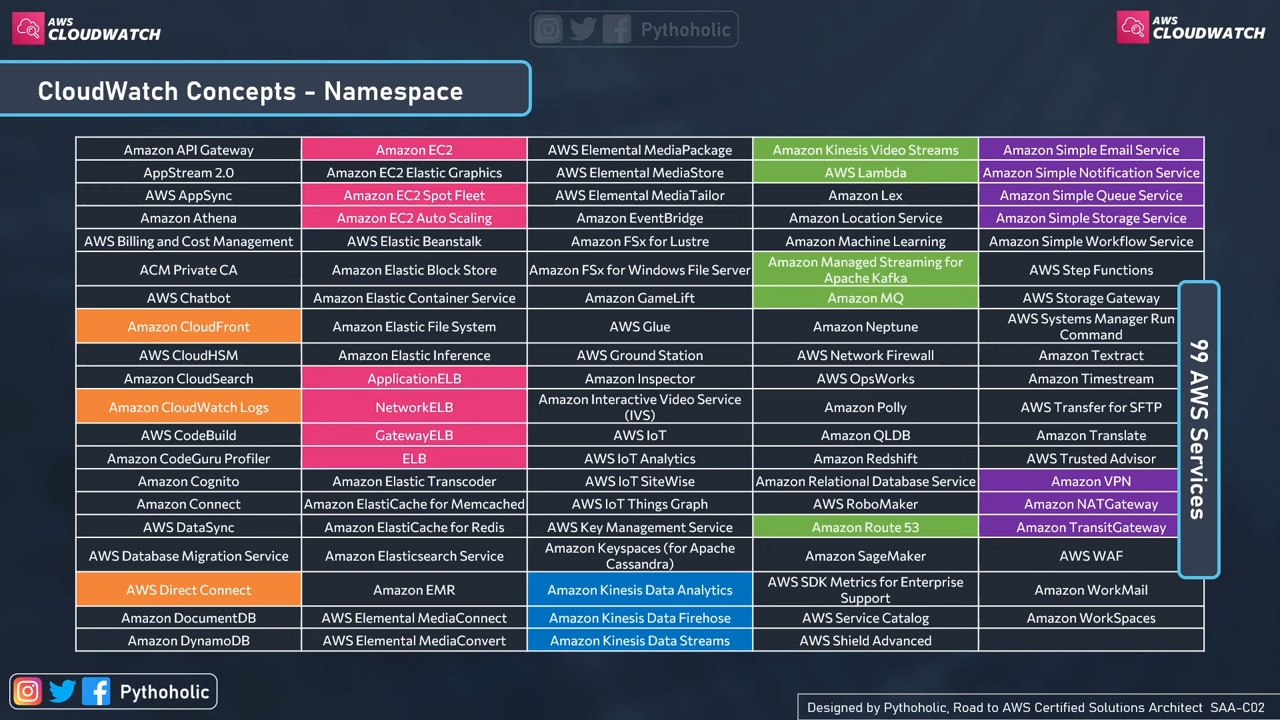 AWS
CLOUDWATCH
Pythoholic
AWS
CLOUDWATCH
CloudWatch Concepts - Namespace
Amazon API Gateway
Amazon EC2
AWS Elemental MediaPackage
Amazon Kinesis Video Streams
Amazon Simple Email Service
AppStream 2.0
Amazon EC2 Elastic Graphics
AWS Elemental MediaStore
AWS Lambda
Amazon Simple Notification Service
AWS AppSync
Amazon EC2 Spot Fleet
AWS Elemental MediaTailor
Amazon Lex
Amazon Simple Queue Service
Amazon Athena
Amazon EC2 Auto Scaling
Amazon EventBridge
Amazon Location Service
Amazon Simple Storage Service
AWS Billing and Cost Management
AWS Elastic Beanstalk
Amazon FSx for Lustre
Amazon Machine Learning
Amazon Simple Workflow Service
ACM Private CA
Amazon Elastic Block Store
Amazon FSx for Windows File Server
Amazon Managed Streaming for
Apache Kafka
AWS Step Functions
AWS Chatbot
Amazon Elastic Container Service
Amazon GameLift
Amazon MQ
AWS Storage Gateway
Amazon CloudFront
Amazon Elastic File System
AWS Glue
Amazon Neptune
AWS Systems Manager Run
Command
AWS CloudHSM
Amazon Elastic Inference
AWS Ground Station
AWS Network Firewall
Amazon Textract
Amazon CloudSearch
ApplicationELB
Amazon Inspector
AWS OpsWorks
Amazon Timestream
Amazon CloudWatch Logs
NetworkELB
Amazon Interactive Video Service
(IVS)
Amazon Polly
AWS Transfer for SFTP
AWS CodeBuild
GatewayELB
AWS IoT
Amazon QLDB
Amazon Translate
Amazon CodeGuru Profiler
ELB
AWS IoT Analytics
Amazon Redshift
AWS Trusted Advisor
Amazon Cognito
Amazon Elastic Transcoder
AWS IoT SiteWise
Amazon Relational Database Service
Amazon VPN
Amazon Connect
Amazon ElastiCache for Memcached
AWS IoT Things Graph
AWS RoboMaker
Amazon NATGateway
AWS DataSync
Amazon ElastiCache for Redis
AWS Key Management Service
Amazon Route 53
Amazon TransitGateway
AWS Database Migration Service
Amazon Elasticsearch Service
Amazon Keyspaces (for Apache
Cassandra)
Amazon SageMaker
AWS WAF
AWS Direct Connect
Amazon EMR
Amazon Kinesis Data Analytics
AWS SDK Metrics for Enterprise
Support
Amazon WorkMail
Amazon DocumentDB
AWS Elemental MediaConnect
Amazon Kinesis Data Firehose
AWS Service Catalog
Amazon WorkSpaces
Amazon DynamoDB
AWS Elemental MediaConvert
Amazon Kinesis Data Streams
AWS Shield Advanced
99 AWS Services
Pythoholic
Designed by Pythoholic, Road to AWS Certified Solutions Architect SAA-C02